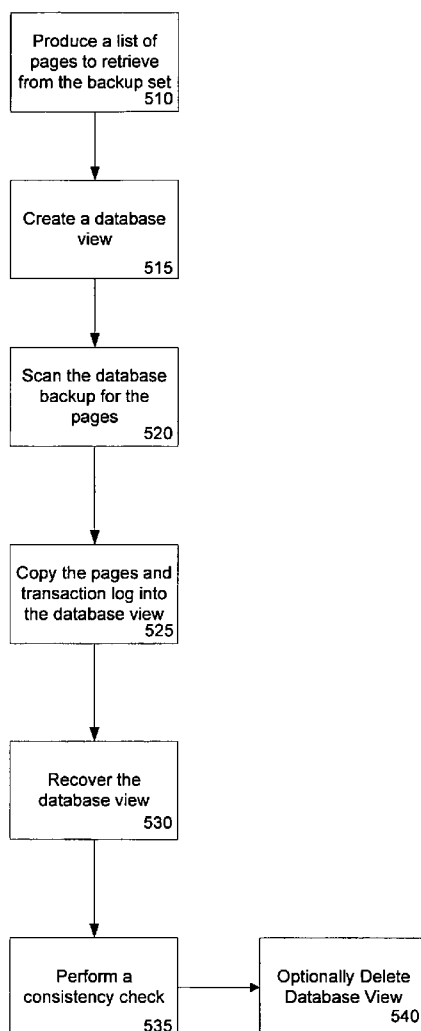 Produce a list of
pages to retrieve
from the backup set
510
Create a database
view
515
Scan the database
backup for the
pages
520
Copy the pages and
transaction log into
the database view
525
Recover the
database view
530
Perform a
consistency check
535
Optionally Delete
Database View
540